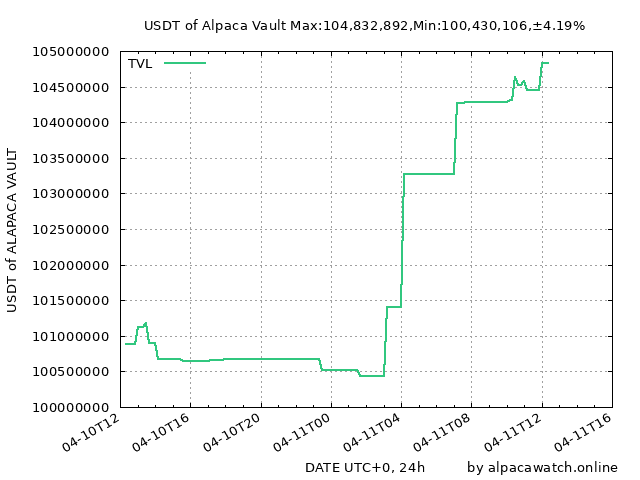 USDT of Alpaca Vault Max:104,832,892,Min:100,430,106,±4.19%
TVL
USDT of ALAPACA VAULT
105000000
104500000
104000000
103500000
103000000
102500000
102000000
101500000
101000000
100500000
100000000
04-10T12 04-10T16 04-10T20 04-11T00 04-11T04 04-11T08 04-11T12 04-11T16
DATE UTC+0, 24h by alpacawatch.online